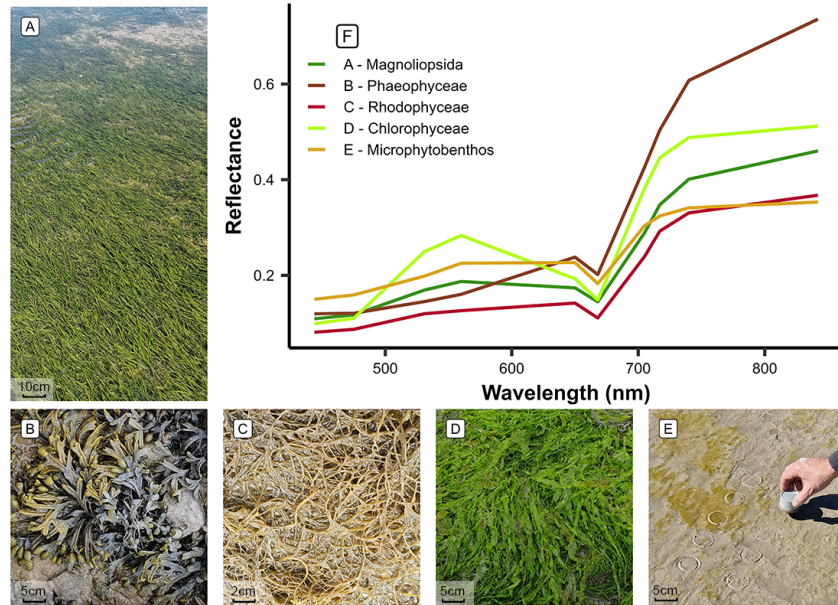 A
10cm
F
A - Magnoliopsida
B - Phaeophyceae
C - Rhodophyceae
D - Chlorophyceae
E - Microphytobenthos
Reflectance
0.6
0.4
0.2
500 600 700 800
Wavelength (nm)
B
5cm
C
2cm
D
5cm
E
5cm